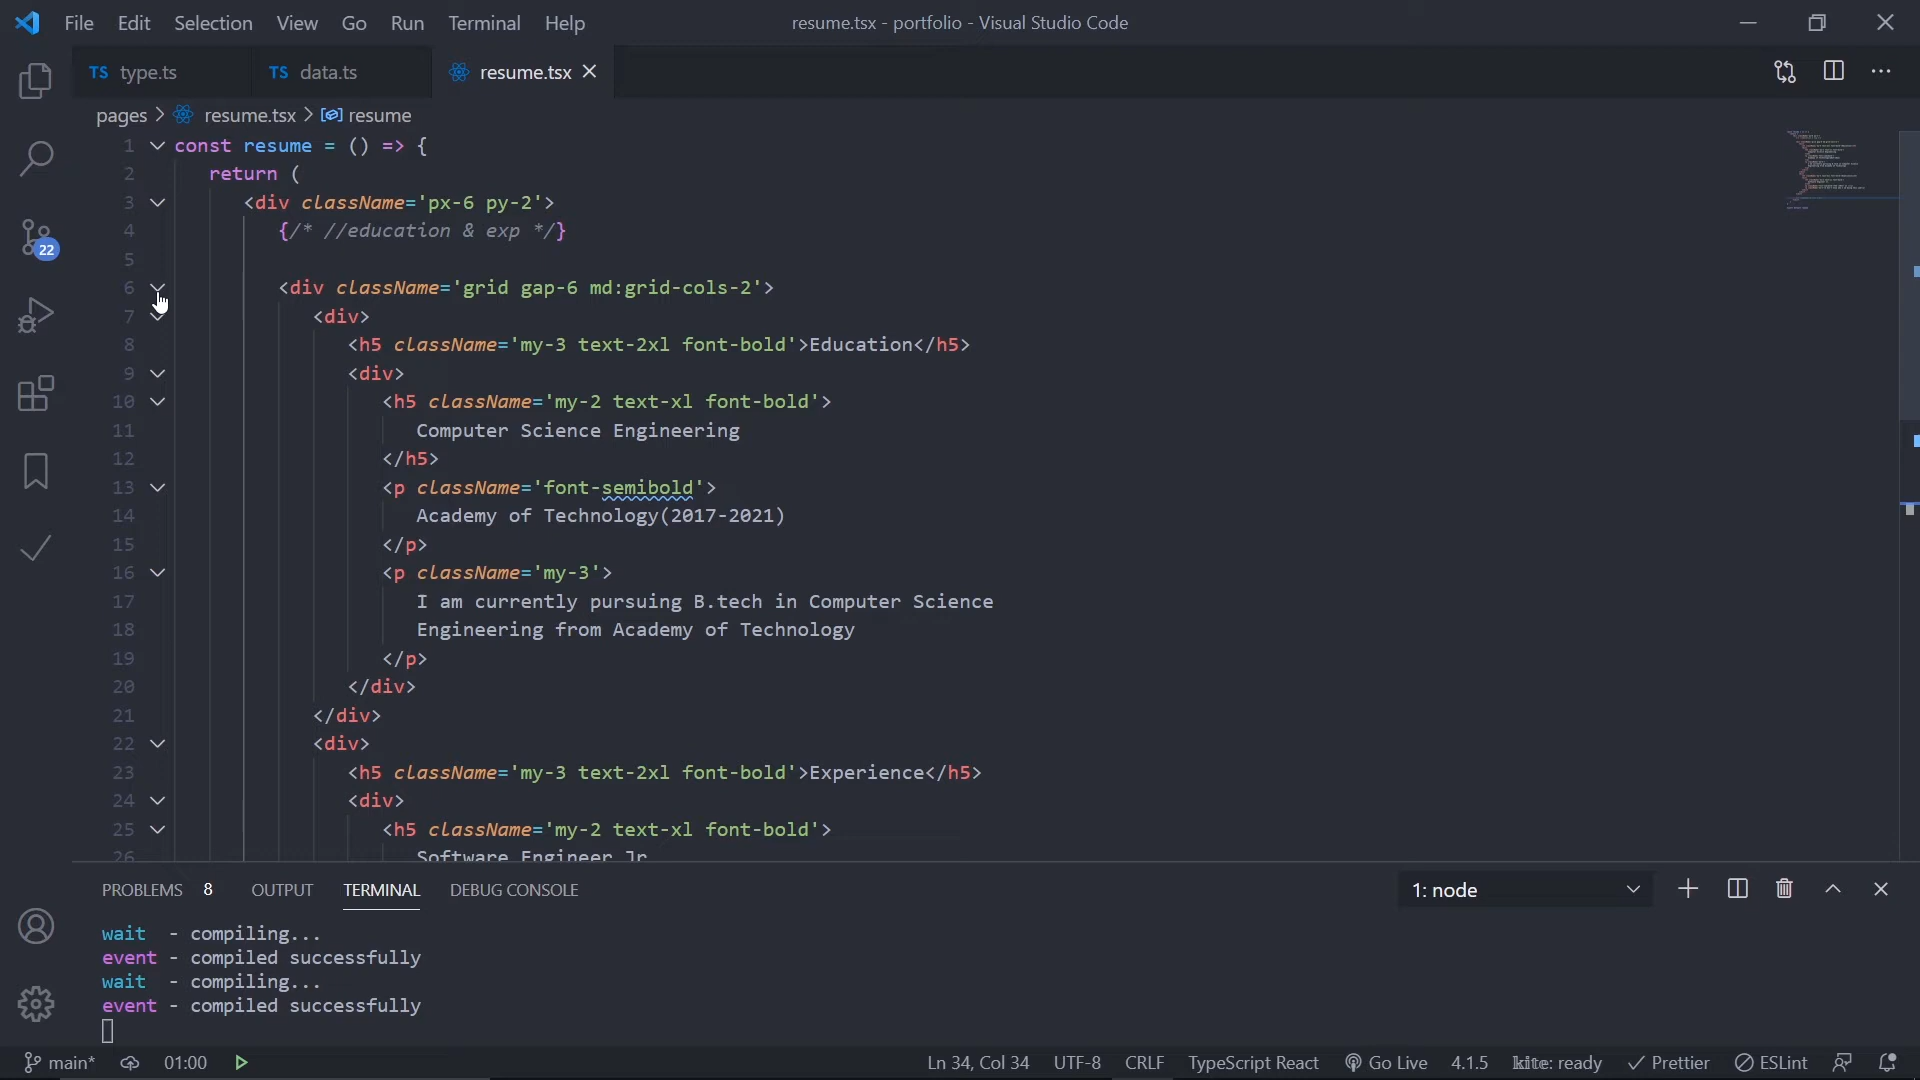 File Edit Selection View Go Run Terminal Help resume.tsx - portfolio - Visual Studio Code
TS type.ts TS data.ts resume.tsx
pages > resume.tsx > resume
1 const resume = () => {
2 return (
3 <div className='px-6 py-2'>
4 {/* //education & exp */}
5
6 <div className='grid gap-6 md:grid-cols-2'>
7 <div>
8 <h5 className='my-3 text-2xl font-bold'>Education</h5>
9 <div>
10 <h5 className='my-2 text-xl font-bold'>
11 Computer Science Engineering
12 </h5>
13 <p className='font-semibold'>
14 Academy of Technology(2017-2021)
15 </p>
16 <p className='my-3'>
17 I am currently pursuing B.tech in Computer Science
18 Engineering from Academy of Technology
19 </p>
20 </div>
21 </div>
22 <div>
23 <h5 className='my-3 text-2xl font-bold'>Experience</h5>
24 <div>
25 <h5 className='my-2 text-xl font-bold'>
26 Software Engineer Jr
22
PROBLEMS 8 OUTPUT TERMINAL DEBUG CONSOLE 1: node
wait - compiling...
event - compiled successfully
wait - compiling...
event - compiled successfully
main* 01:00 Ln 34, Col 34 UTF-8 CRLF TypeScript React Go Live 4.1.5 kite: ready Prettier ESLint